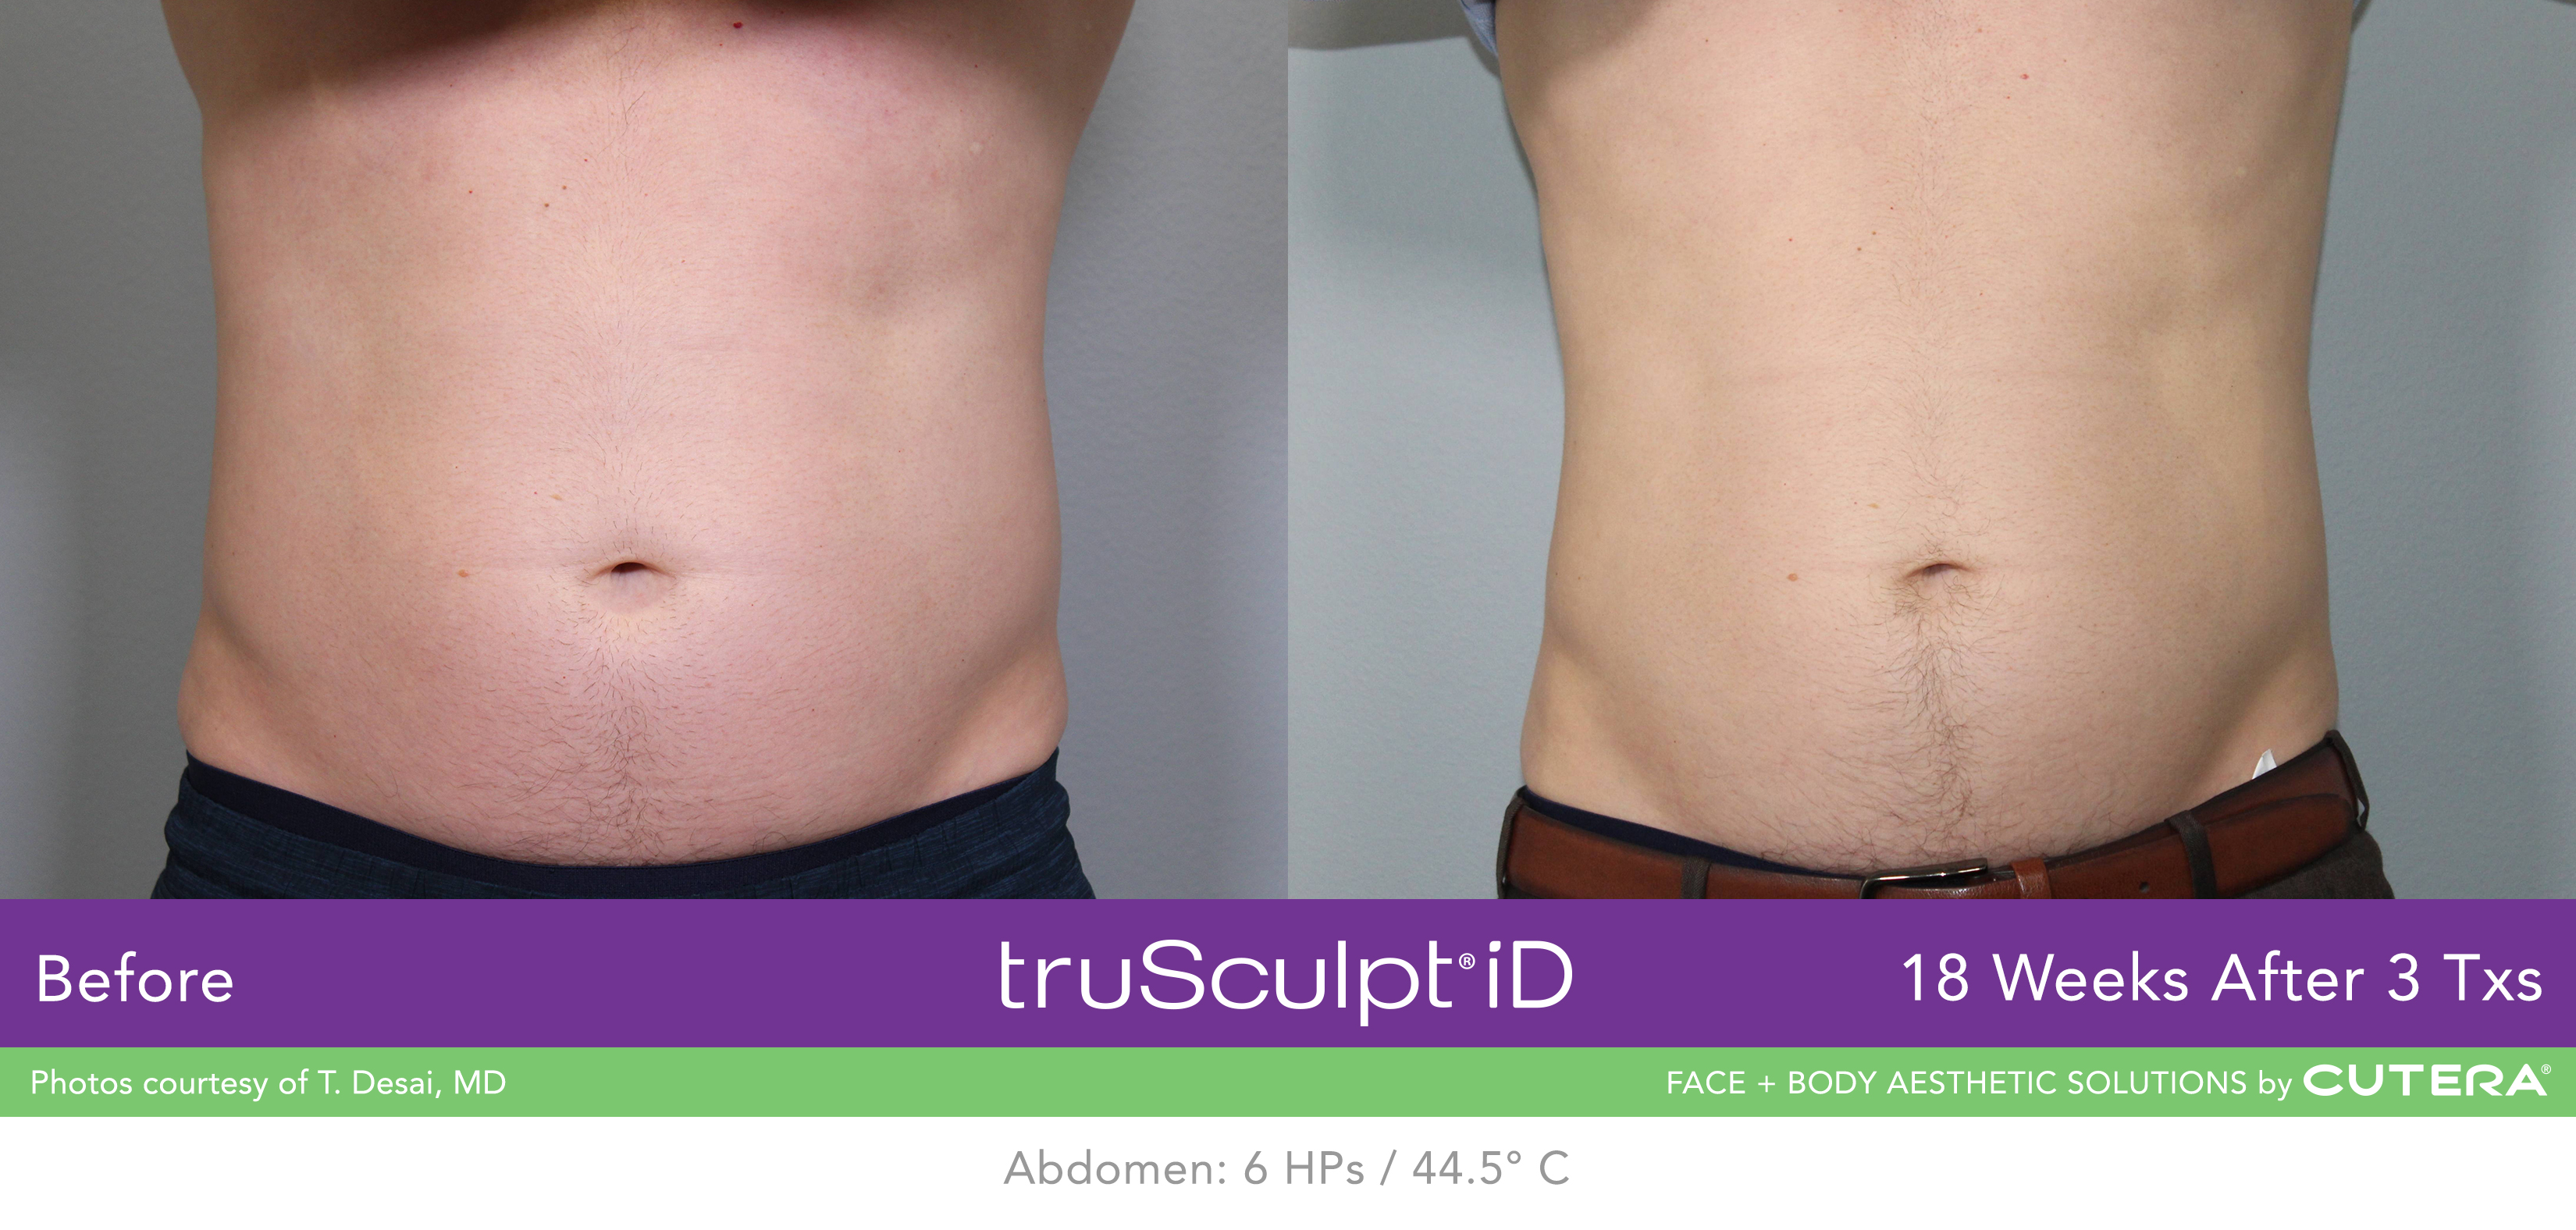 Before
truSculpt® iD
18 Weeks After 3 Txs
Photos courtesy of T. Desai, MD
FACE + BODY AESTHETIC SOLUTIONS by CUTERA®
Abdomen: 6 HPs / 44.5° C